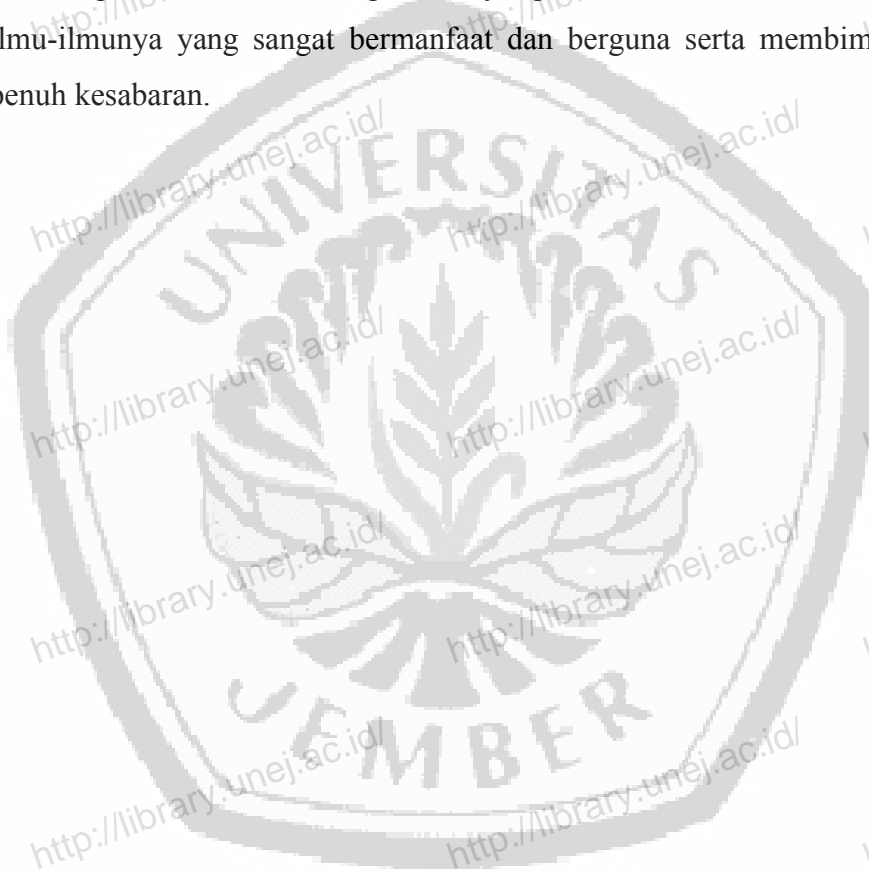 ilmu-ilmunya yang sangat bermanfaat dan berguna serta
penuh kesabaran.
http://library.unej.ac.id/
http://library.unej.ac.id/
UNIVERSITAS
http://library.unej.ac.id/
http://library.unej.ac.id/
http://library.unej.ac.id/
http://library.unej.ac.id/
JEMBER
http://library.unej.ac.id/
http://library.unej.ac.id/